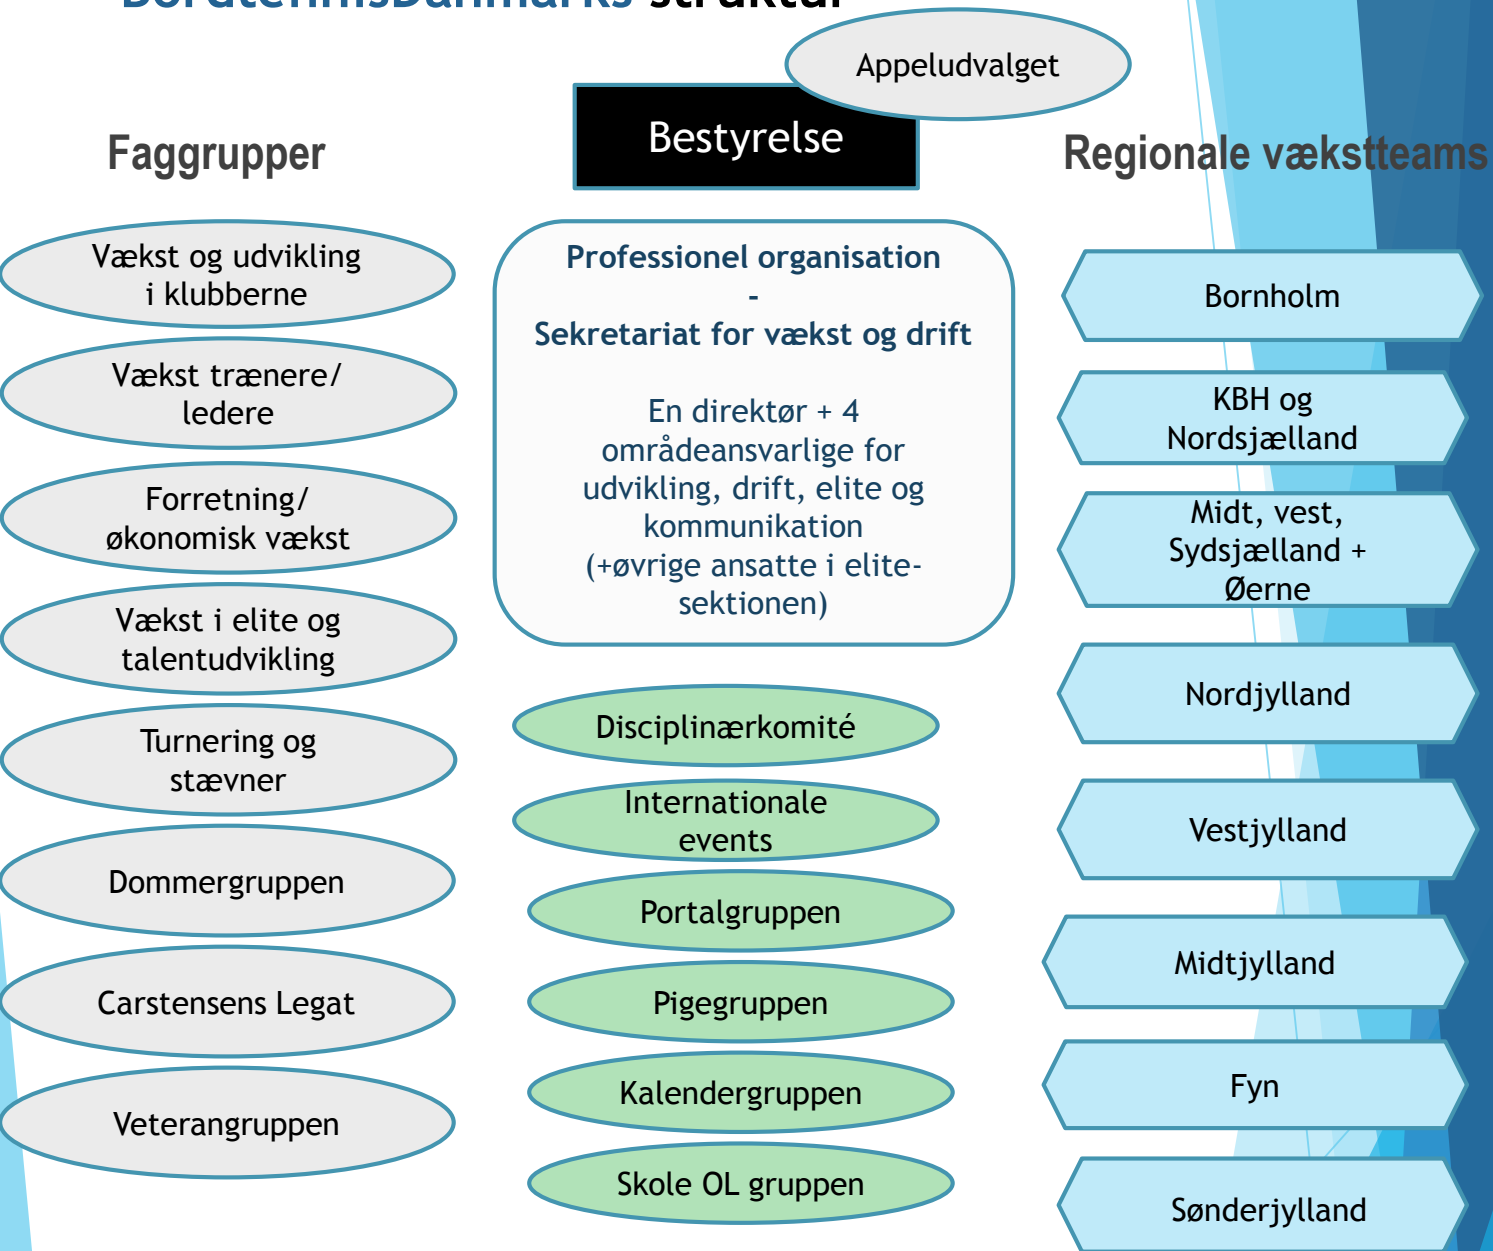 BordtennisDanmarks struktur
Appeludvalget
Bestyrelse
Faggrupper
Vækst og udvikling
i klubberne
Vækst trænere/
ledere
Forretning/
økonomisk vækst
Vækst i elite og
talentudvikling
Turnering og
stævner
Dommergruppen
Carstensens Legat
Veterangruppen
Professionel organisation
-
Sekretariat for vækst og drift
En direktør + 4
områdeansvarlige for
udvikling, drift, elite og
kommunikation
(+øvrige ansatte i elite-
sektionen)
Disciplinærkomité
Internationale
events
Portalgruppen
Pigegruppen
Kalendergruppen
Skole OL gruppen
Regionale vækstteams
Bornholm
KBH og
Nordsjælland
Midt, vest,
Sydsjælland +
Øerne
Nordjylland
Vestjylland
Midtjylland
Fyn
Sønderjylland